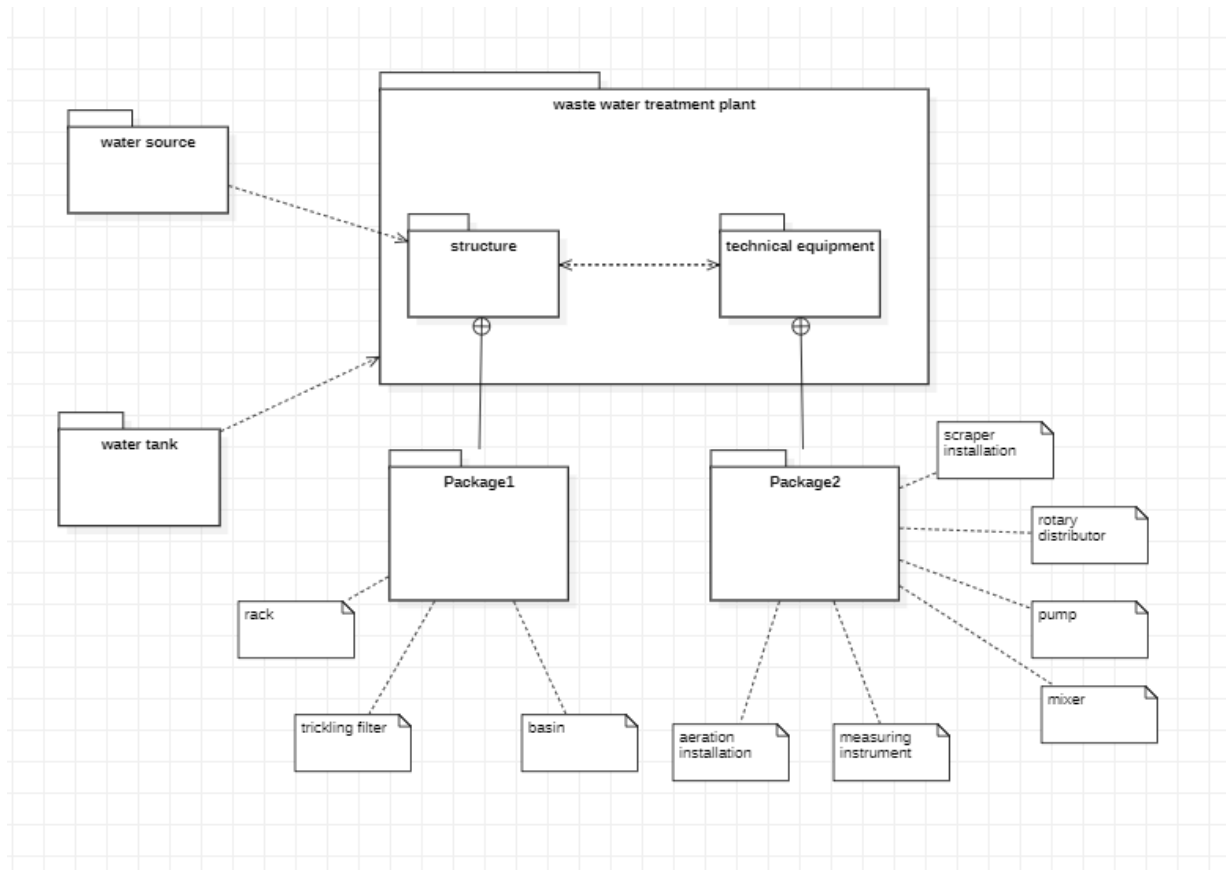 waste water treatment plant
water source
structure
technical equipment
water tank
Package1
Package2
scraper
installation
rotary
distributor
rack
pump
mixer
trickling filter
basin
aeration
installation
measuring
instrument